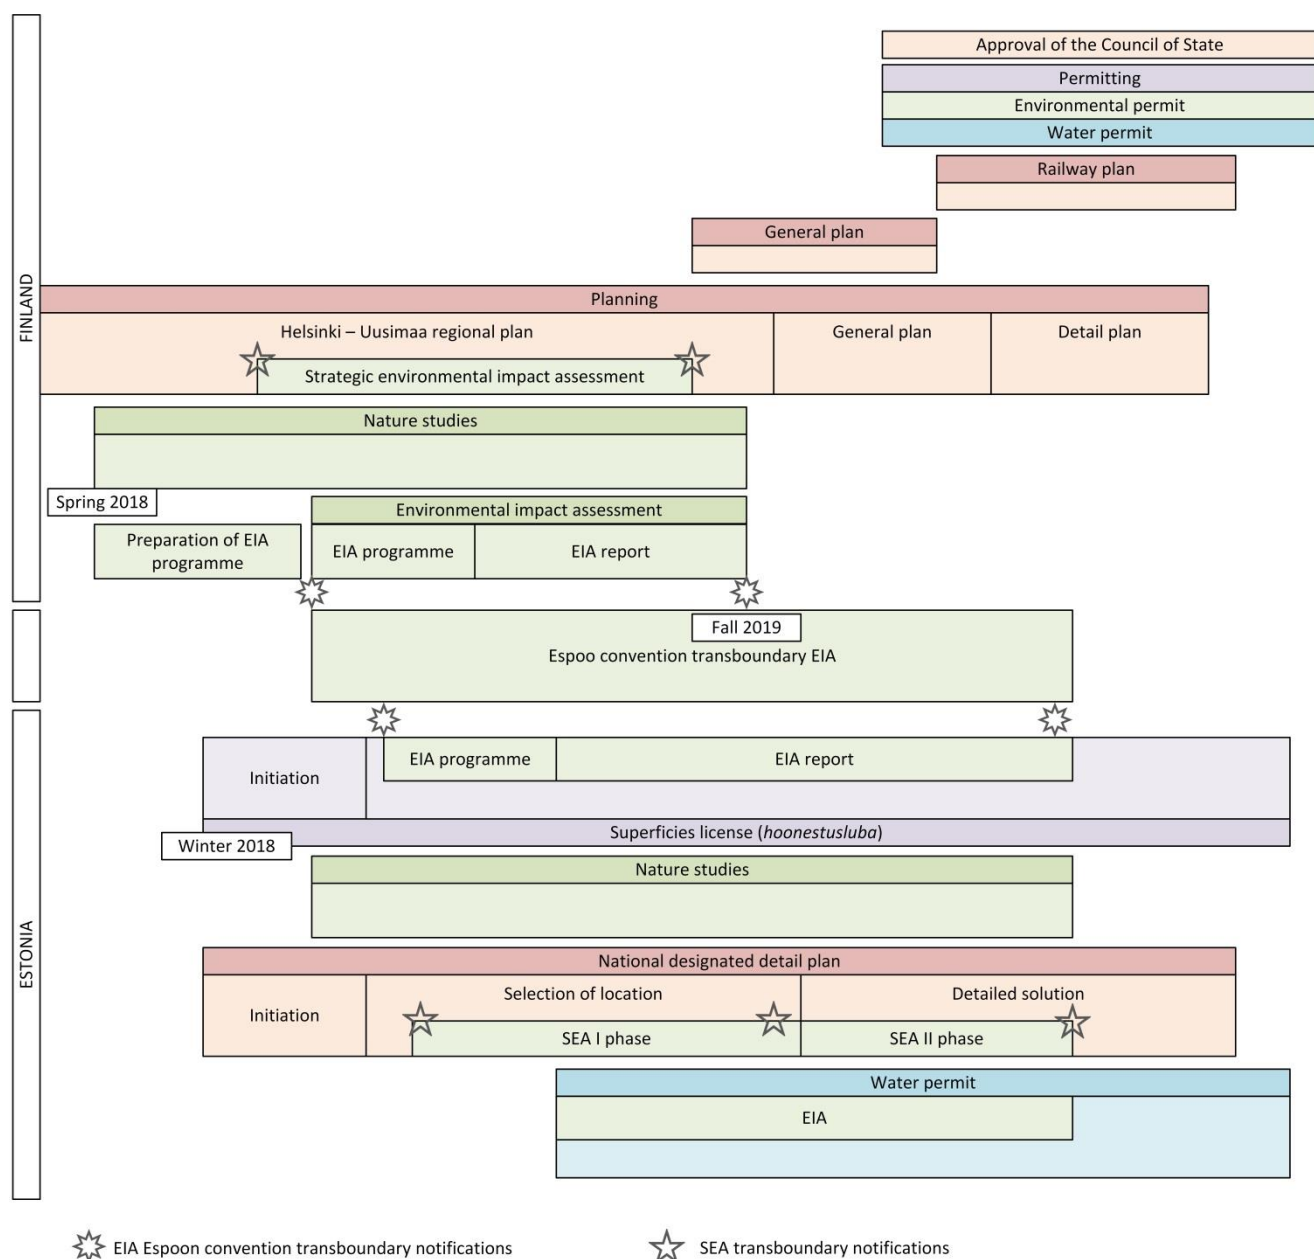 FINLAND
Approval of the Council of State
Permitting
Environmental permit
Water permit
Railway plan
General plan
Planning
Helsinki – Uusimaa regional plan
General plan
Detail plan
Strategic environmental impact assessment
Nature studies
Spring 2018
Environmental impact assessment
Preparation of EIA
programme
EIA programme
EIA report
Fall 2019
Espoo convention transboundary EIA
ESTONIA
Initiation
EIA programme
EIA report
Superficies license (hoonestusluba)
Winter 2018
Nature studies
National designated detail plan
Initiation
Selection of location
Detailed solution
SEA I phase
SEA II phase
Water permit
EIA
EIA Espoon convention transboundary notifications
SEA transboundary notifications